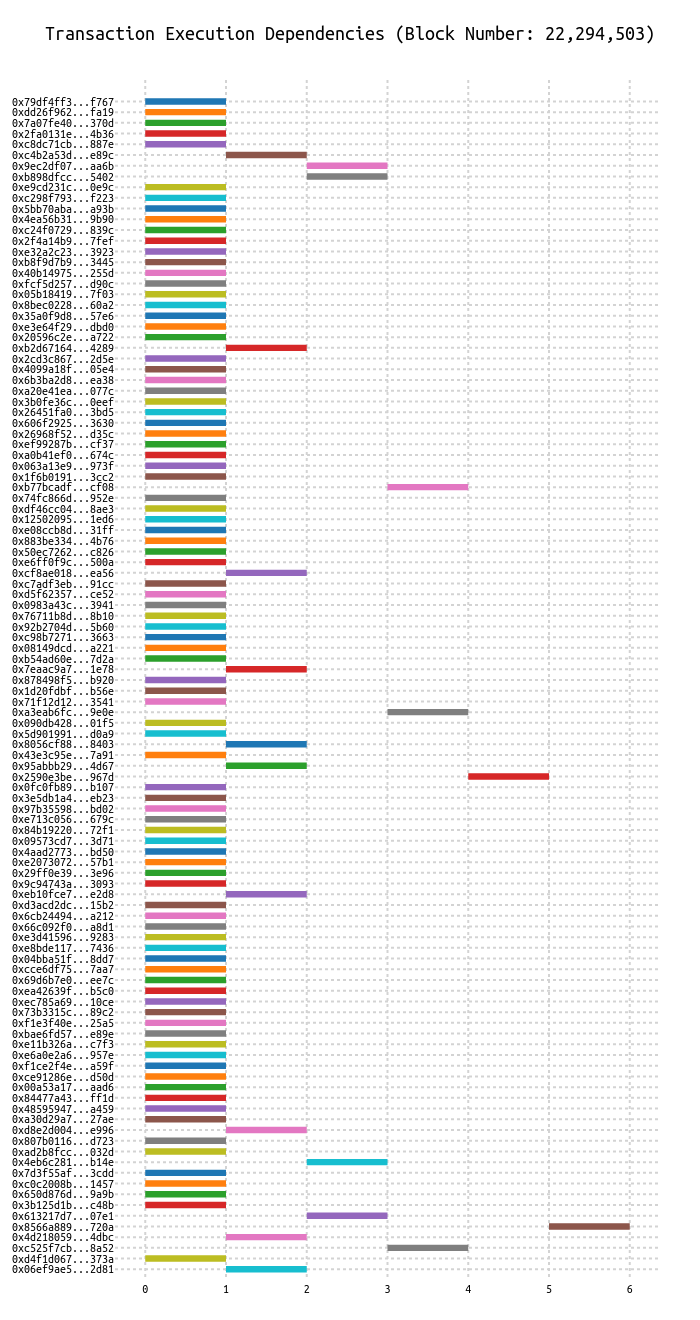 Transaction Execution Dependencies (Block Number: 22,294,503)
0x79df4ff3...f767
0xdd26f962...fa19
0x7a07fe40...370d
0x2fa0131e...4b36
0xc8dc71cb...887e
0xc4b2a53d...e89c
0x9ec2df07...aa6b
0xb898dfcc...5402
0xe9cd231c...0e9c
0xc298f793...f223
0x5bb70aba...a93b
0x4ea56b31...9b90
0xc24f0729...839c
0x2f4a14b9...7fef
0xe32a2c23...3923
0xb8f9d7b9...3445
0x40b14975...255d
0xfcf5d257...d90c
0x05b18419...7f03
0x8bec0228...60a2
0x35a0f9d8...57e6
0xe3e64f29...dbd0
0x20596c2e...a722
0xb2d67164...4289
0x2cd3c867...2d5e
0x4099a18f...05e4
0x6b3ba2d8...ea38
0xa20e41ea...077c
0x3b0fe36c...0eef
0x26451fa0...3bd5
0x606f2925...3630
0x26968f52...d35c
0xef99287b...cf37
0xa0b41ef0...674c
0x063a13e9...973f
0x1f6b0191...3cc2
0xb77bcadf...cf08
0x74fc866d...952e
0xdf46cc04...8ae3
0x12502095...1ed6
0xe08ccb8d...31ff
0x883be334...4b76
0x50ec7262...c826
0xe6ff0f9c...500a
0xcf8ae018...ea56
0xc7adf3eb...91cc
0xd5f62357...ce52
0x0983a43c...3941
0x76711b8d...8b10
0x92b2704d...5b60
0xc98b7271...3663
0x08149dcd...a221
0xb54ad60e...7d2a
0x7eaac9a7...1e78
0x878498f5...b920
0x1d20fdbf...b56e
0x71f12d12...3541
0xa3eab6fc...9e0e
0x090db428...01f5
0x5d901991...d0a9
0x8056cf88...8403
0x43e3c95e...7a91
0x95abbb29...4d67
0x2590e3be...967d
0x0fc0fb89...b107
0x3e5db1a4...eb23
0x97b35598...bd02
0xe713c056...679c
0x84b19220...72f1
0x09573cd7...3d71
0x4aad2773...bd50
0xe2073072...57b1
0x29ff0e39...3e96
0x9c94743a...3093
0xeb10fce7...e2d8
0xd3acd2dc...15b2
0x6cb24494...a212
0x66c092f0...a8d1
0xe3d41596...9283
0xe8bde117...7436
0x04bba51f...8dd7
0xcce6df75...7aa7
0x69d6b7e0...ee7c
0xea42639f...b5c0
0xec785a69...10ce
0x73b3315c...89c2
0xf1e3f40e...25a5
0xbae6fd57...e89e
0xe11b326a...c7f3
0xe6a0e2a6...957e
0xf1ce2f4e...a59f
0xce91286e...d50d
0x00a53a17...aad6
0x84477a43...ff1d
0x48595947...a459
0xa30d29a7...27ae
0xd8e2d004...e996
0x807b0116...d723
0xad2b8fcc...032d
0x4eb6c281...b14e
0x7d3f55af...3cdd
0xc0c2008b...1457
0x650d876d...9a9b
0x3b125d1b...c48b
0x613217d7...07e1
0x8566a889...720a
0x4d218059...4dbc
0xc525f7cb...8a52
0xd4f1d067...373a
0x06ef9ae5...2d81
0 1 2 3 4 5 6